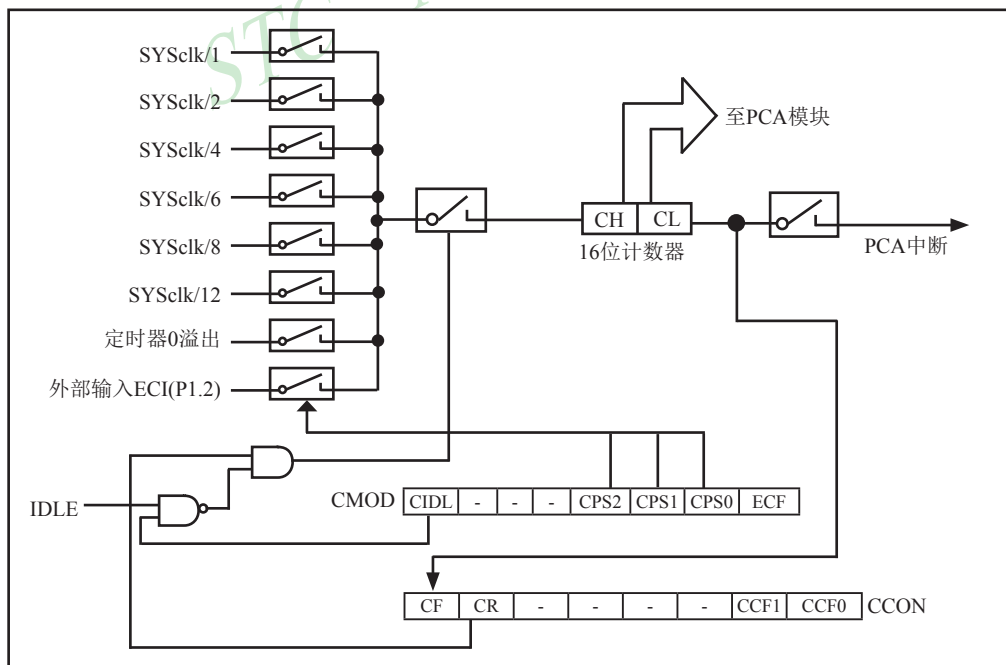 STC
SYSclk/1
SYSclk/2
SYSclk/4
SYSclk/6
SYSclk/8
SYSclk/12
定时器0溢出
外部输入ECI(P1.2)
至PCA模块
CH CL
16位计数器
PCA中断
IDLE
CMOD CIDL - - - CPS2 CPS1 CPS0 ECF
CF CR - - - - CCF1 CCF0 CCON